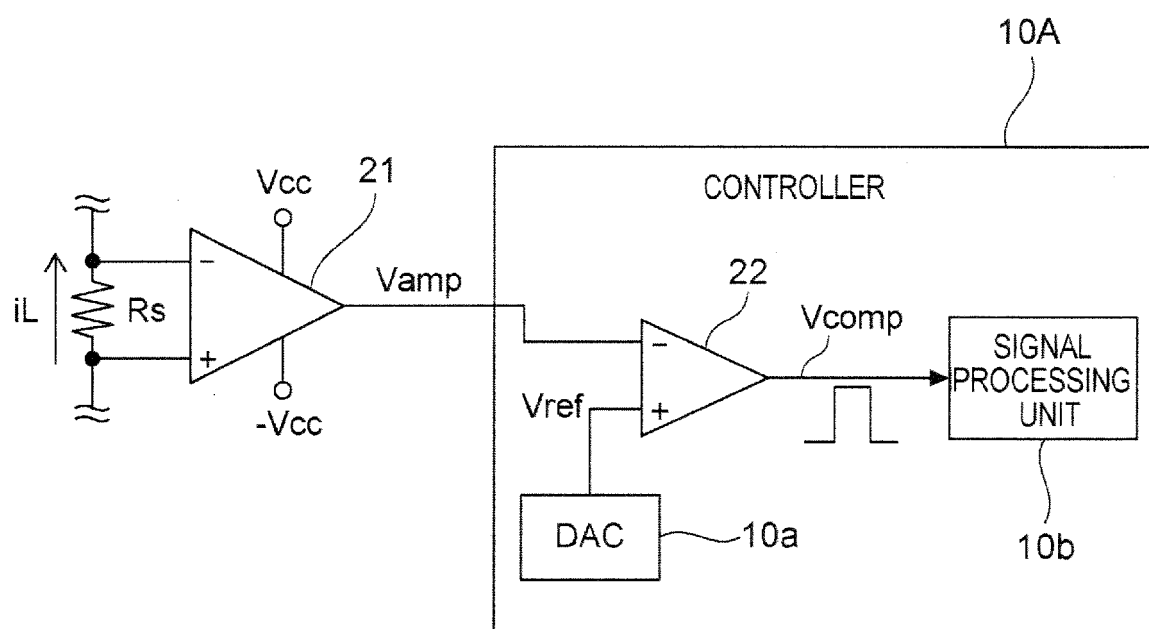 10A
CONTROLLER
Vcc
21
iL
Rs
−
+
-Vcc
Vamp
22
−
+
Vref
Vcomp
SIGNAL
PROCESSING
UNIT
DAC
10a
10b